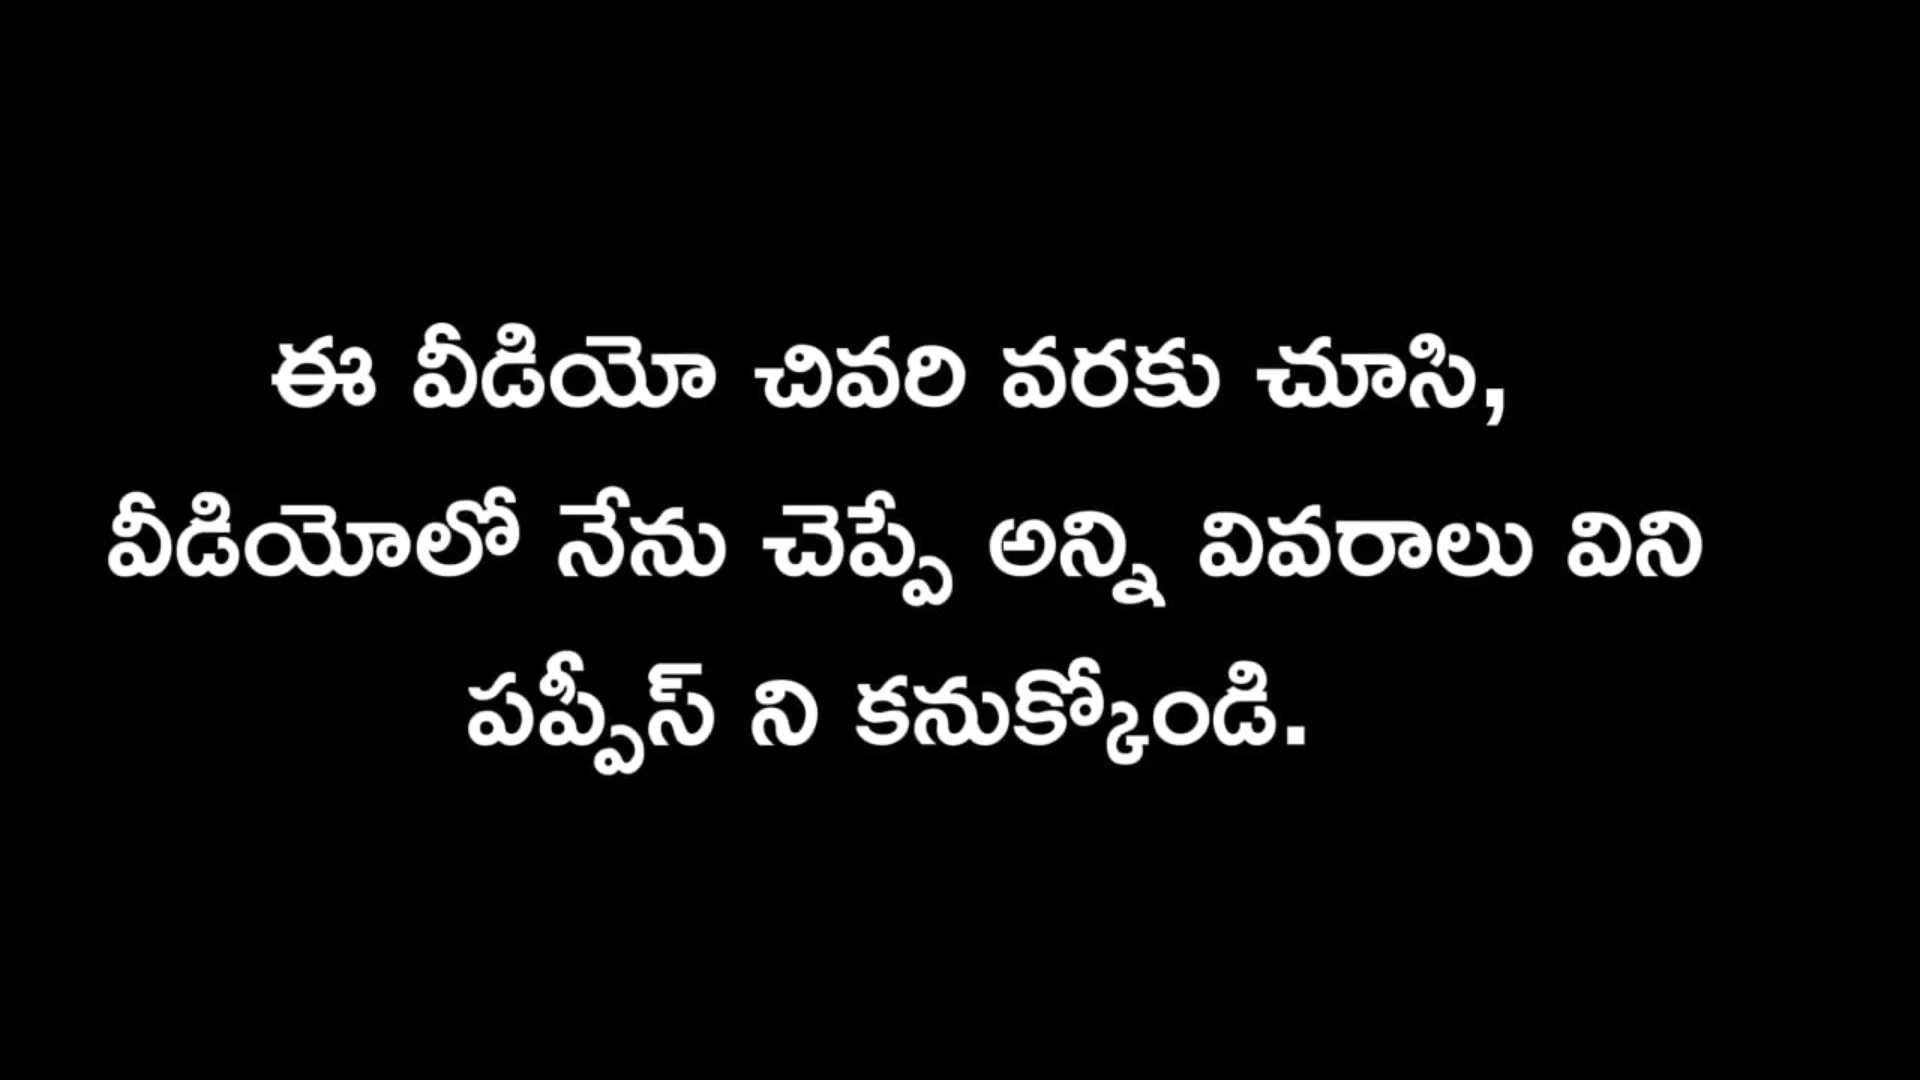 ఈ వీడియో చివరి వరకు చూసి,
వీడియోలో నేను చెప్పే అన్ని వివరాలు విని
పప్పీస్ ని కనుక్కోండి.